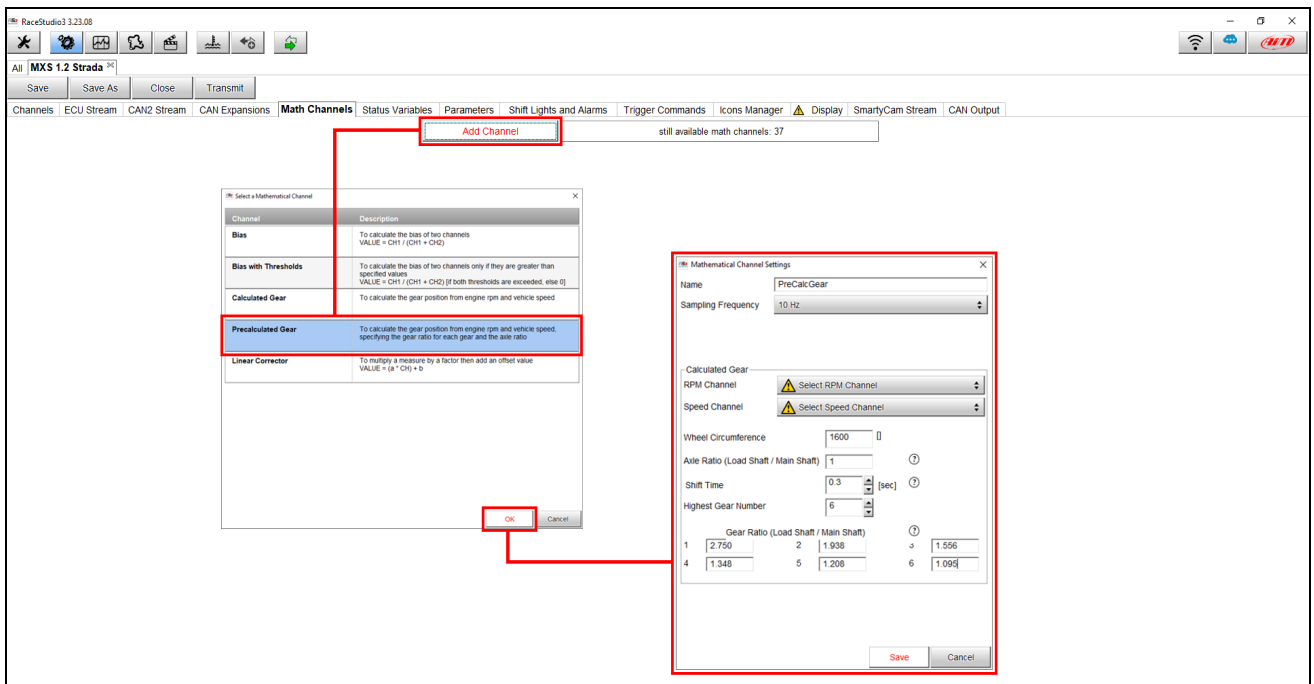 RaceStudio3 3.23.08
AiM
All MXS 1.2 Strada
Save Save As Close Transmit
Channels ECU Stream CAN2 Stream CAN Expansions Math Channels Status Variables Parameters Shift Lights and Alarms Trigger Commands Icons Manager Display SmartyCam Stream CAN Output
Add Channel still available math channels: 37
Select a Mathematical Channel
Channel Description
Bias To calculate the bias of two channels
VALUE = CH1 / (CH1 + CH2)
Bias with Thresholds To calculate the bias of two channels only if they are greater than
specified values
VALUE = CH1 / (CH1 + CH2) [if both thresholds are exceeded, else 0]
Calculated Gear To calculate the gear position from engine rpm and vehicle speed
Precalculated Gear To calculate the gear position from engine rpm and vehicle speed,
specifying the gear ratio for each gear and the axle ratio
Linear Corrector To multiply a measure by a factor then add an offset value
VALUE = (a * CH) + b
OK Cancel
Mathematical Channel Settings
Name PreCalcGear
Sampling Frequency 10 Hz
Calculated Gear
RPM Channel Select RPM Channel
Speed Channel Select Speed Channel
Wheel Circumference 1600 []
Axle Ratio (Load Shaft / Main Shaft) 1 ?
Shift Time 0.3 [sec] ?
Highest Gear Number 6
Gear Ratio (Load Shaft / Main Shaft) ?
1 2.750 2 1.938 3 1.556
4 1.348 5 1.208 6 1.095
Save Cancel